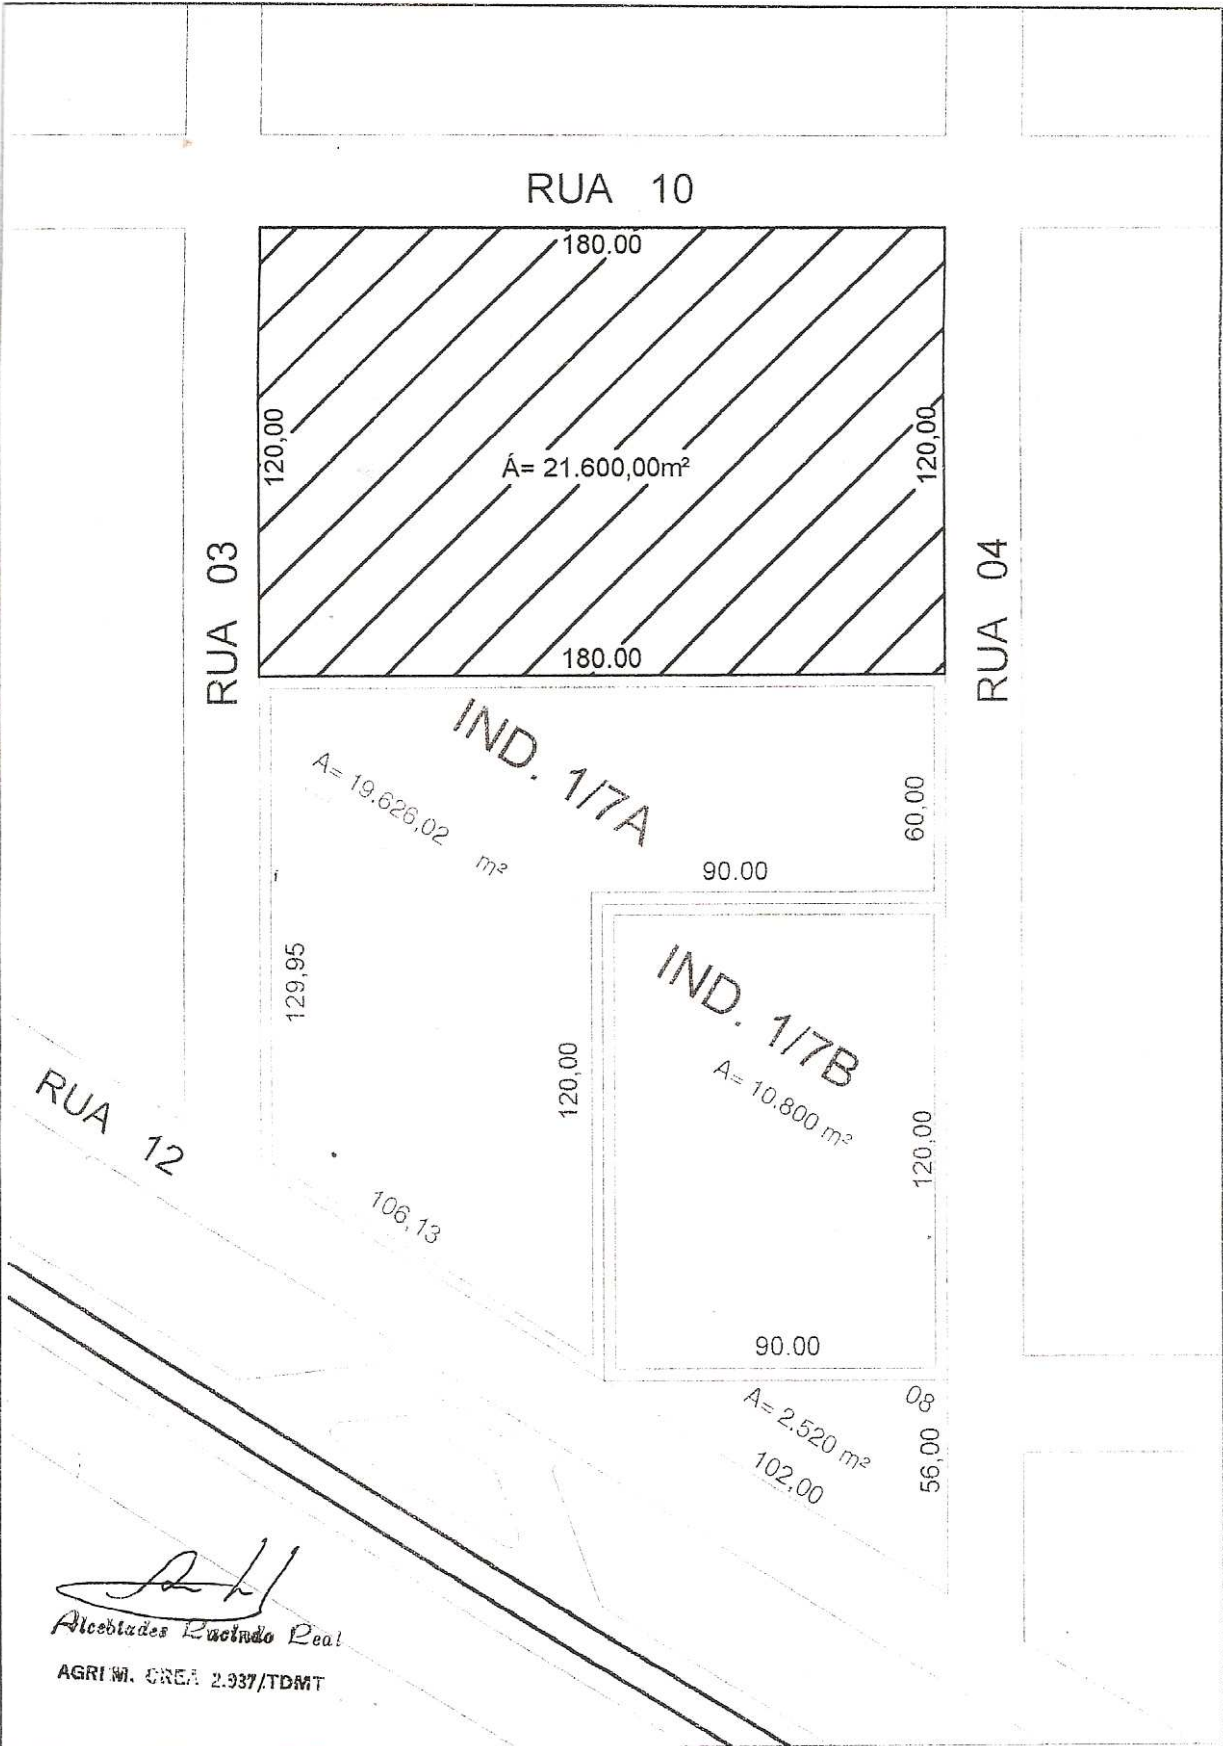 RUA 10
180.00
120,00
120,00
Á= 21.600,00m²
RUA 03
RUA 04
180.00
IND. 1/7A
A= 19.626,02 m²
60,00
90.00
129,95
IND. 1/7B
A= 10.800 m²
120,00
120,00
RUA 12
106,13
90.00
08
A= 2.520 m²
56,00
102,00
Real
AGRIM. CREA 2.937/TDMT